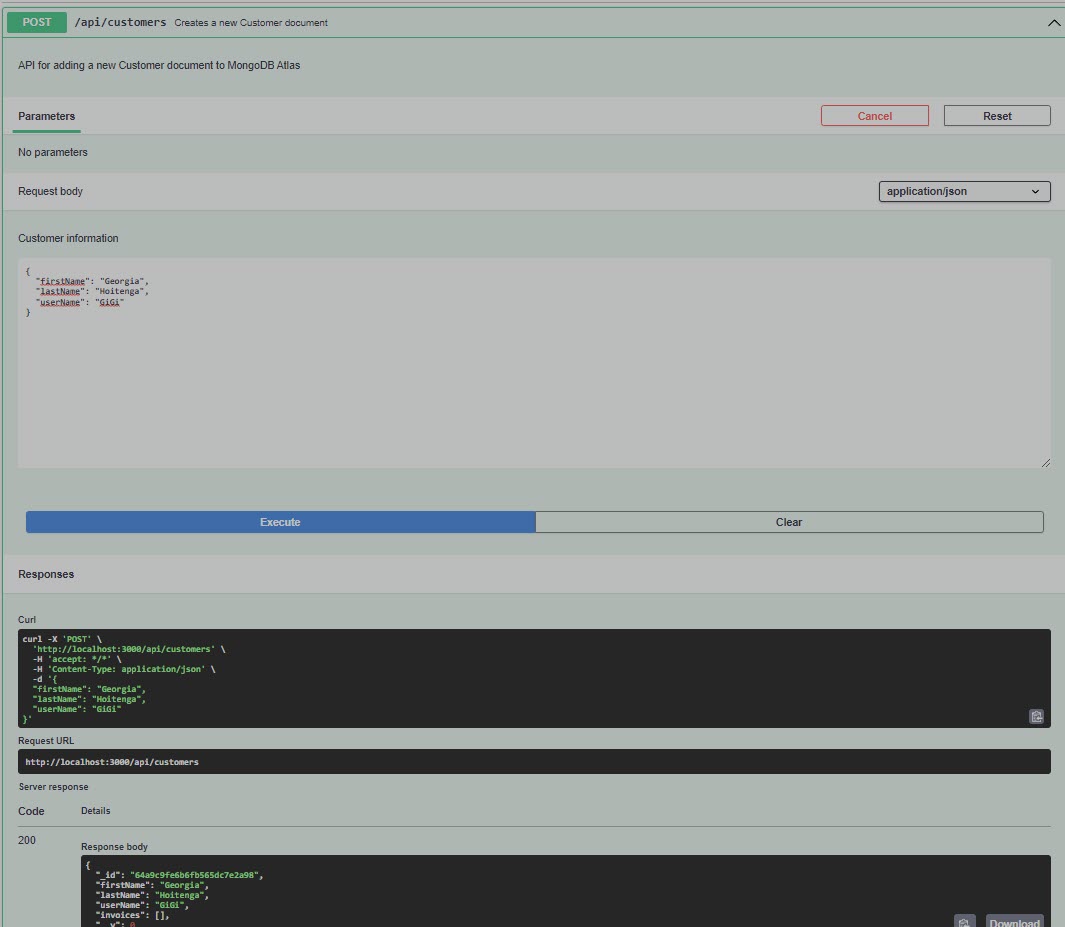 POST /api/customers Creates a new Customer document
API for adding a new Customer document to MongoDB Atlas
Parameters Cancel Reset
No parameters
Request body application/json
Customer information
{
"firstName": "Georgia",
"lastName": "Hoitenga",
"userName": "GiGi"
}
Execute Clear
Responses
Curl
curl -X 'POST' \
'http://localhost:3000/api/customers' \
-H 'accept: */*' \
-H 'Content-Type: application/json' \
-d '{
"firstName": "Georgia",
"lastName": "Hoitenga",
"userName": "GiGi"
}'
Request URL
http://localhost:3000/api/customers
Server response
Code Details
200
Response body
{
"_id": "64a9c9fe6b6fb565dc7e2a98",
"firstName": "Georgia",
"lastName": "Hoitenga",
"userName": "GiGi",
"invoices": [],
"__v": 0
Download